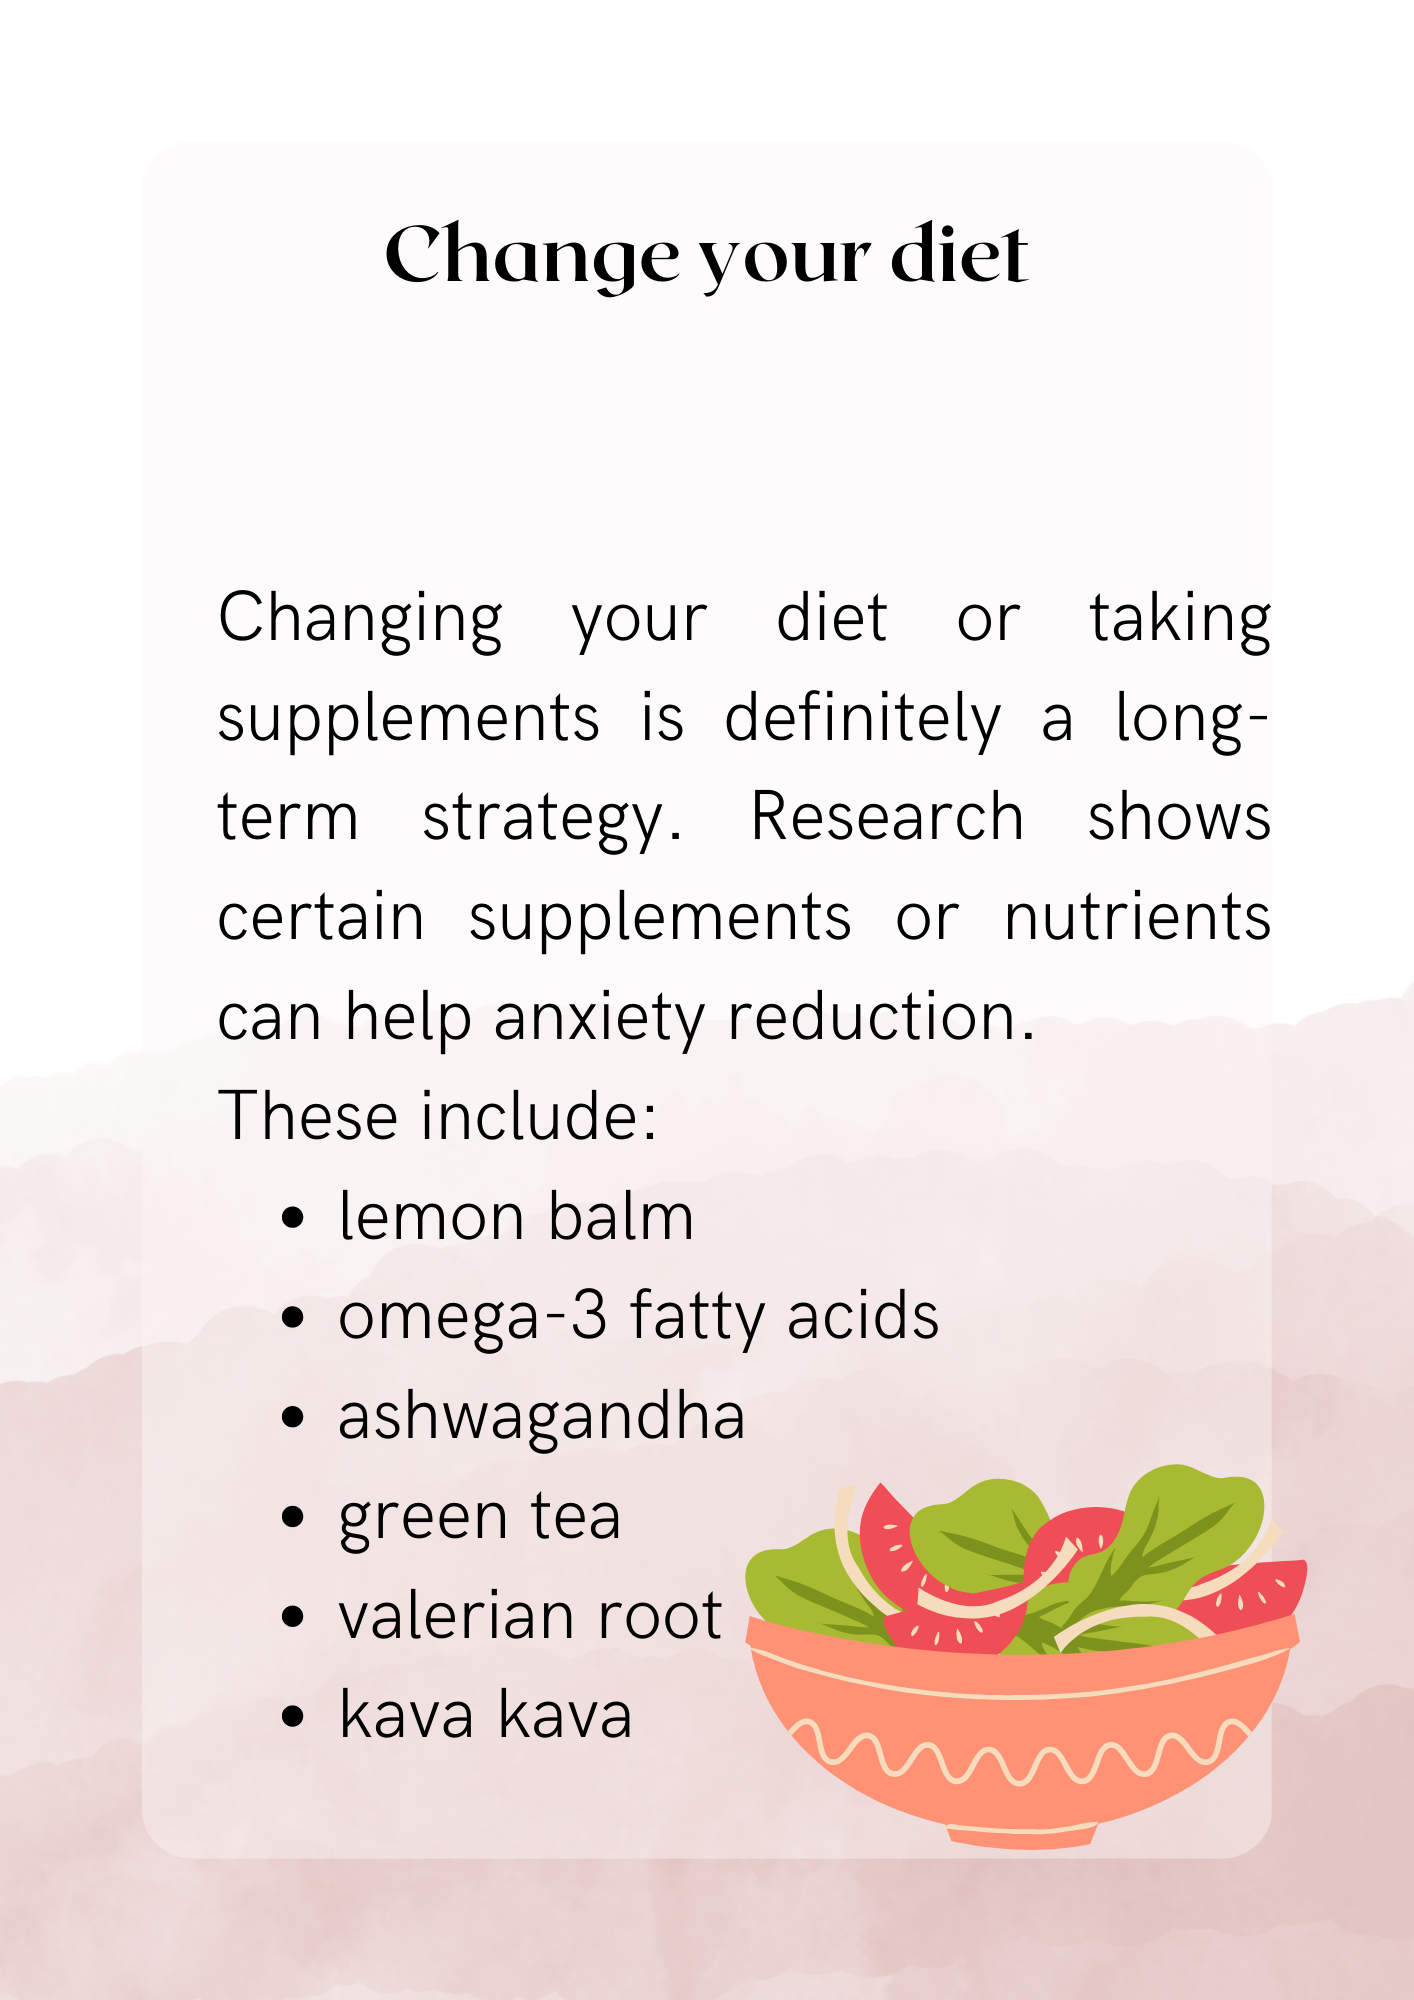 Change your diet
Changing your diet or taking
supplements is definitely a long-
term strategy. Research shows
certain supplements or nutrients
can help anxiety reduction.
These include:
• lemon balm
• omega-3 fatty acids
• ashwagandha
• green tea
• valerian root
• kava kava